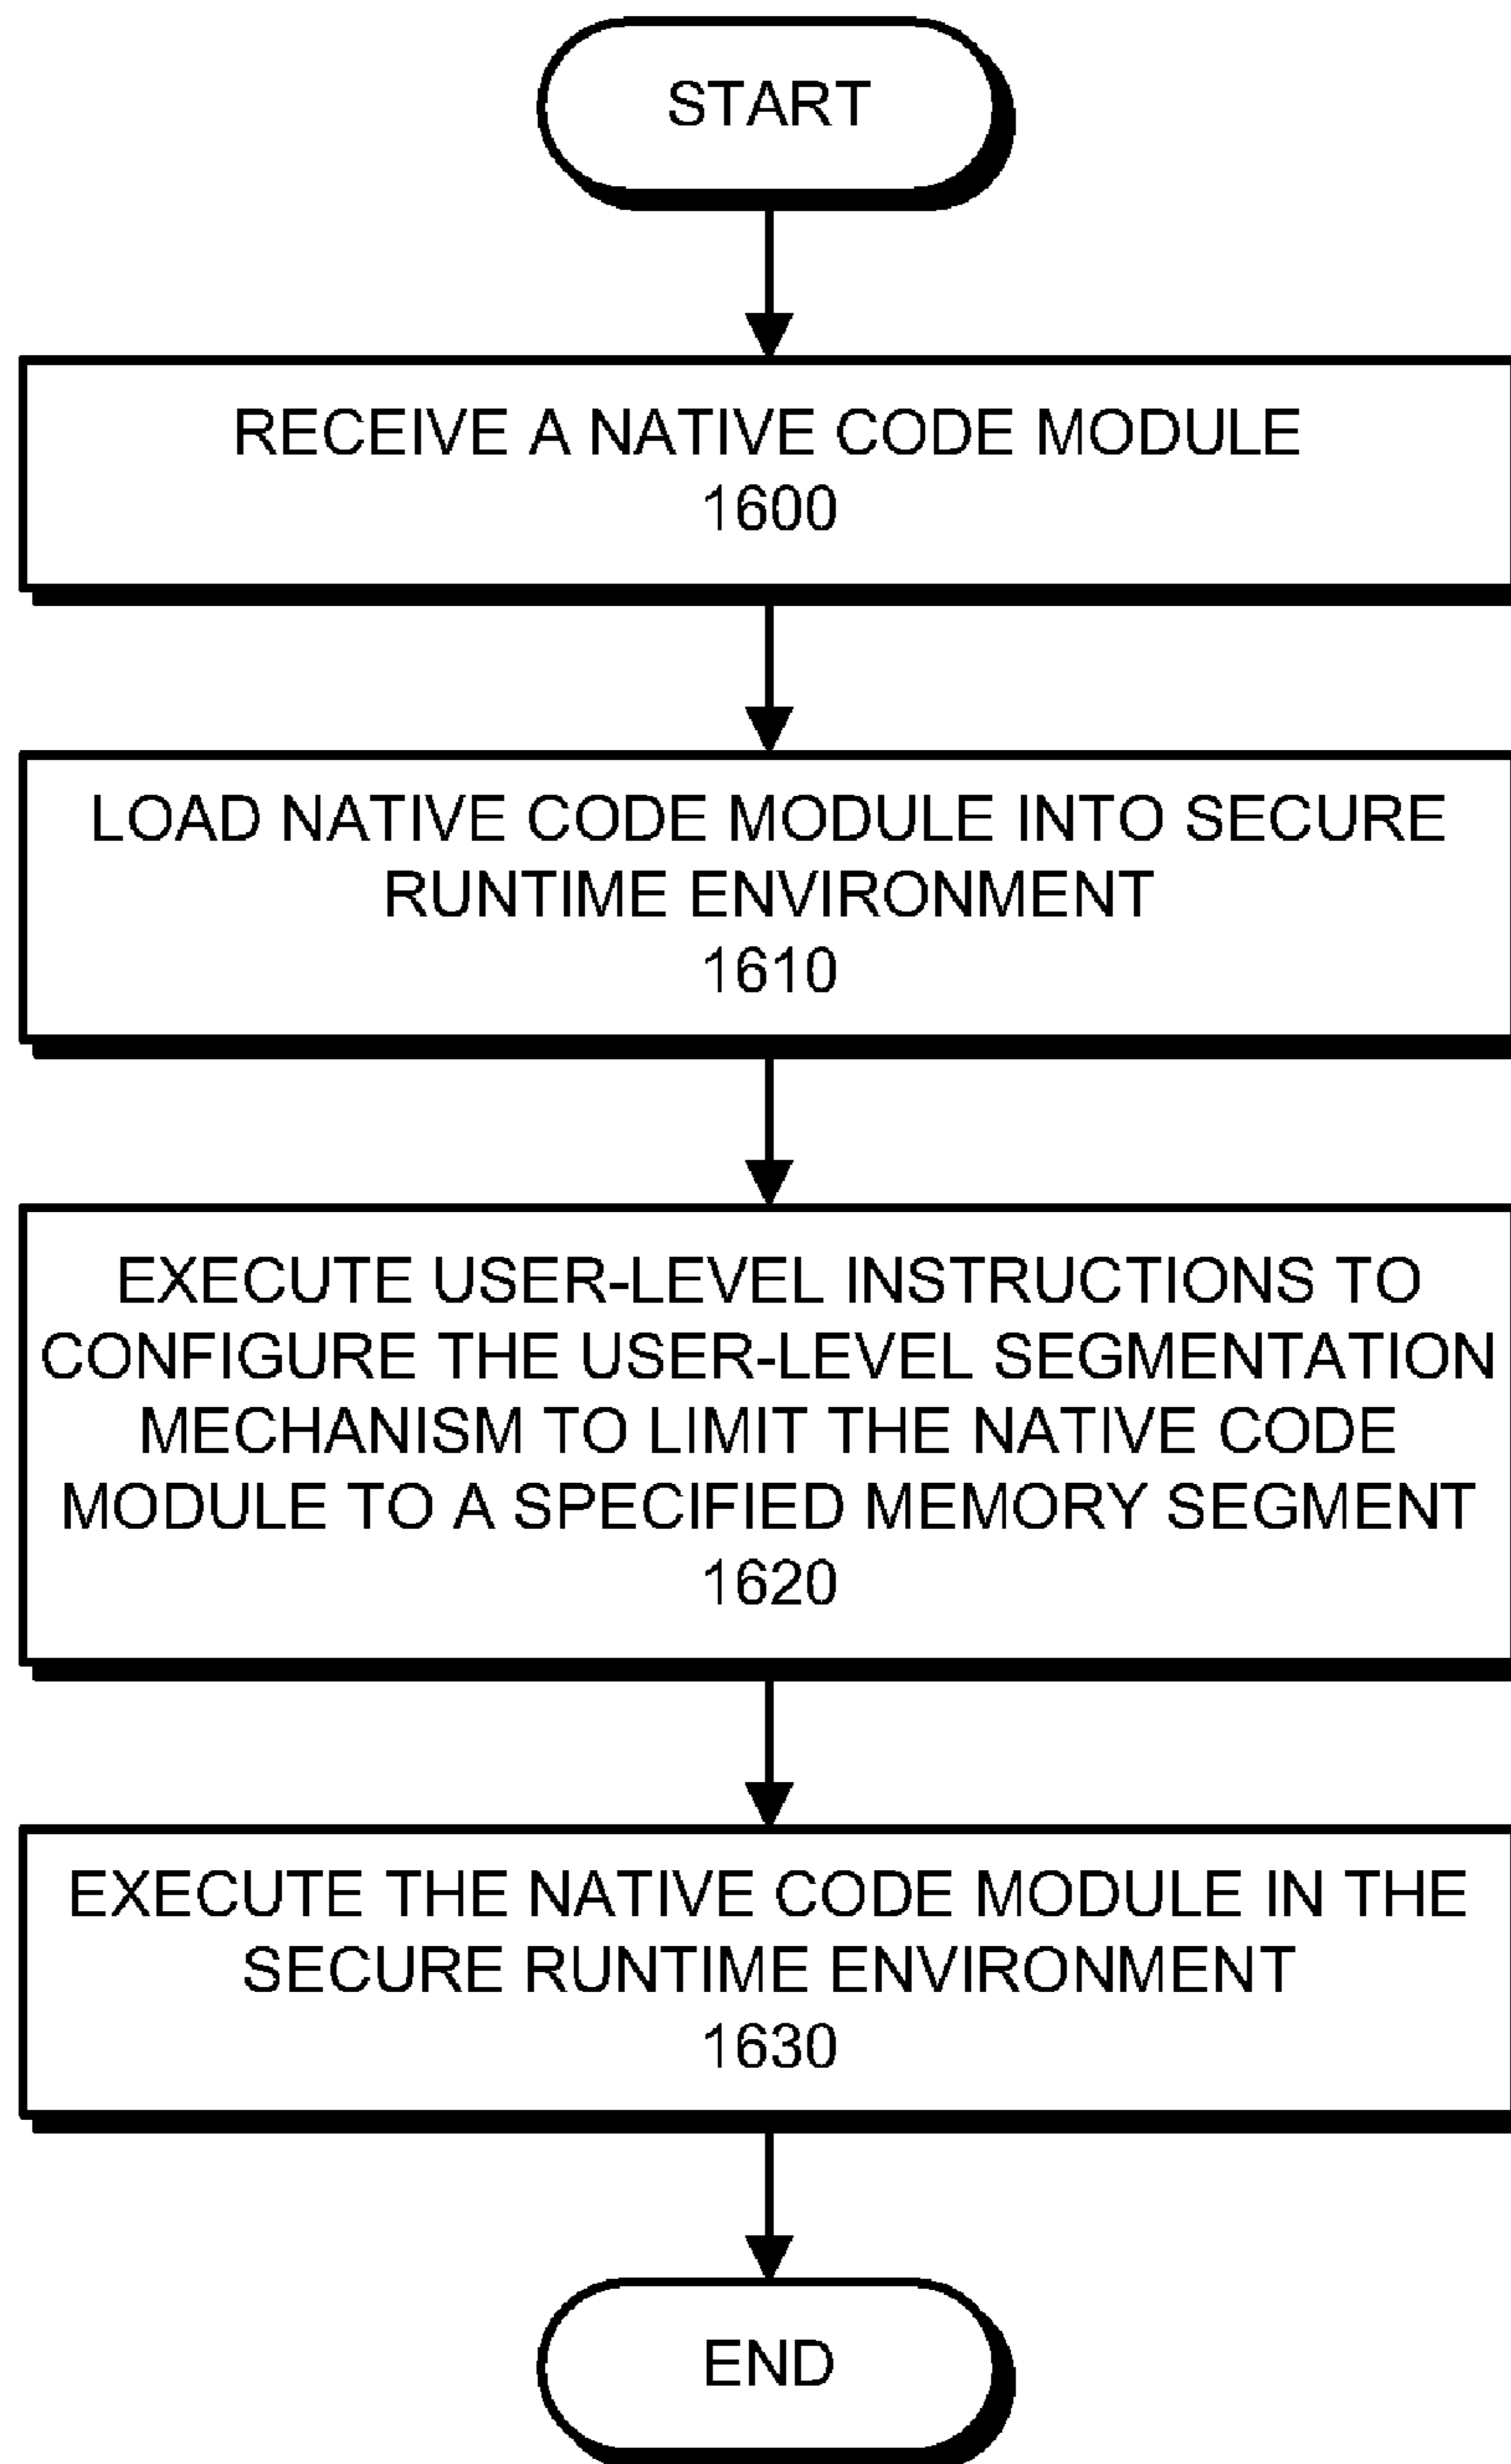 START
RECEIVE A NATIVE CODE MODULE
1600
LOAD NATIVE CODE MODULE INTO SECURE
RUNTIME ENVIRONMENT
1610
EXECUTE USER-LEVEL INSTRUCTIONS TO
CONFIGURE THE USER-LEVEL SEGMENTATION
MECHANISM TO LIMIT THE NATIVE CODE
MODULE TO A SPECIFIED MEMORY SEGMENT
1620
EXECUTE THE NATIVE CODE MODULE IN THE
SECURE RUNTIME ENVIRONMENT
1630
END